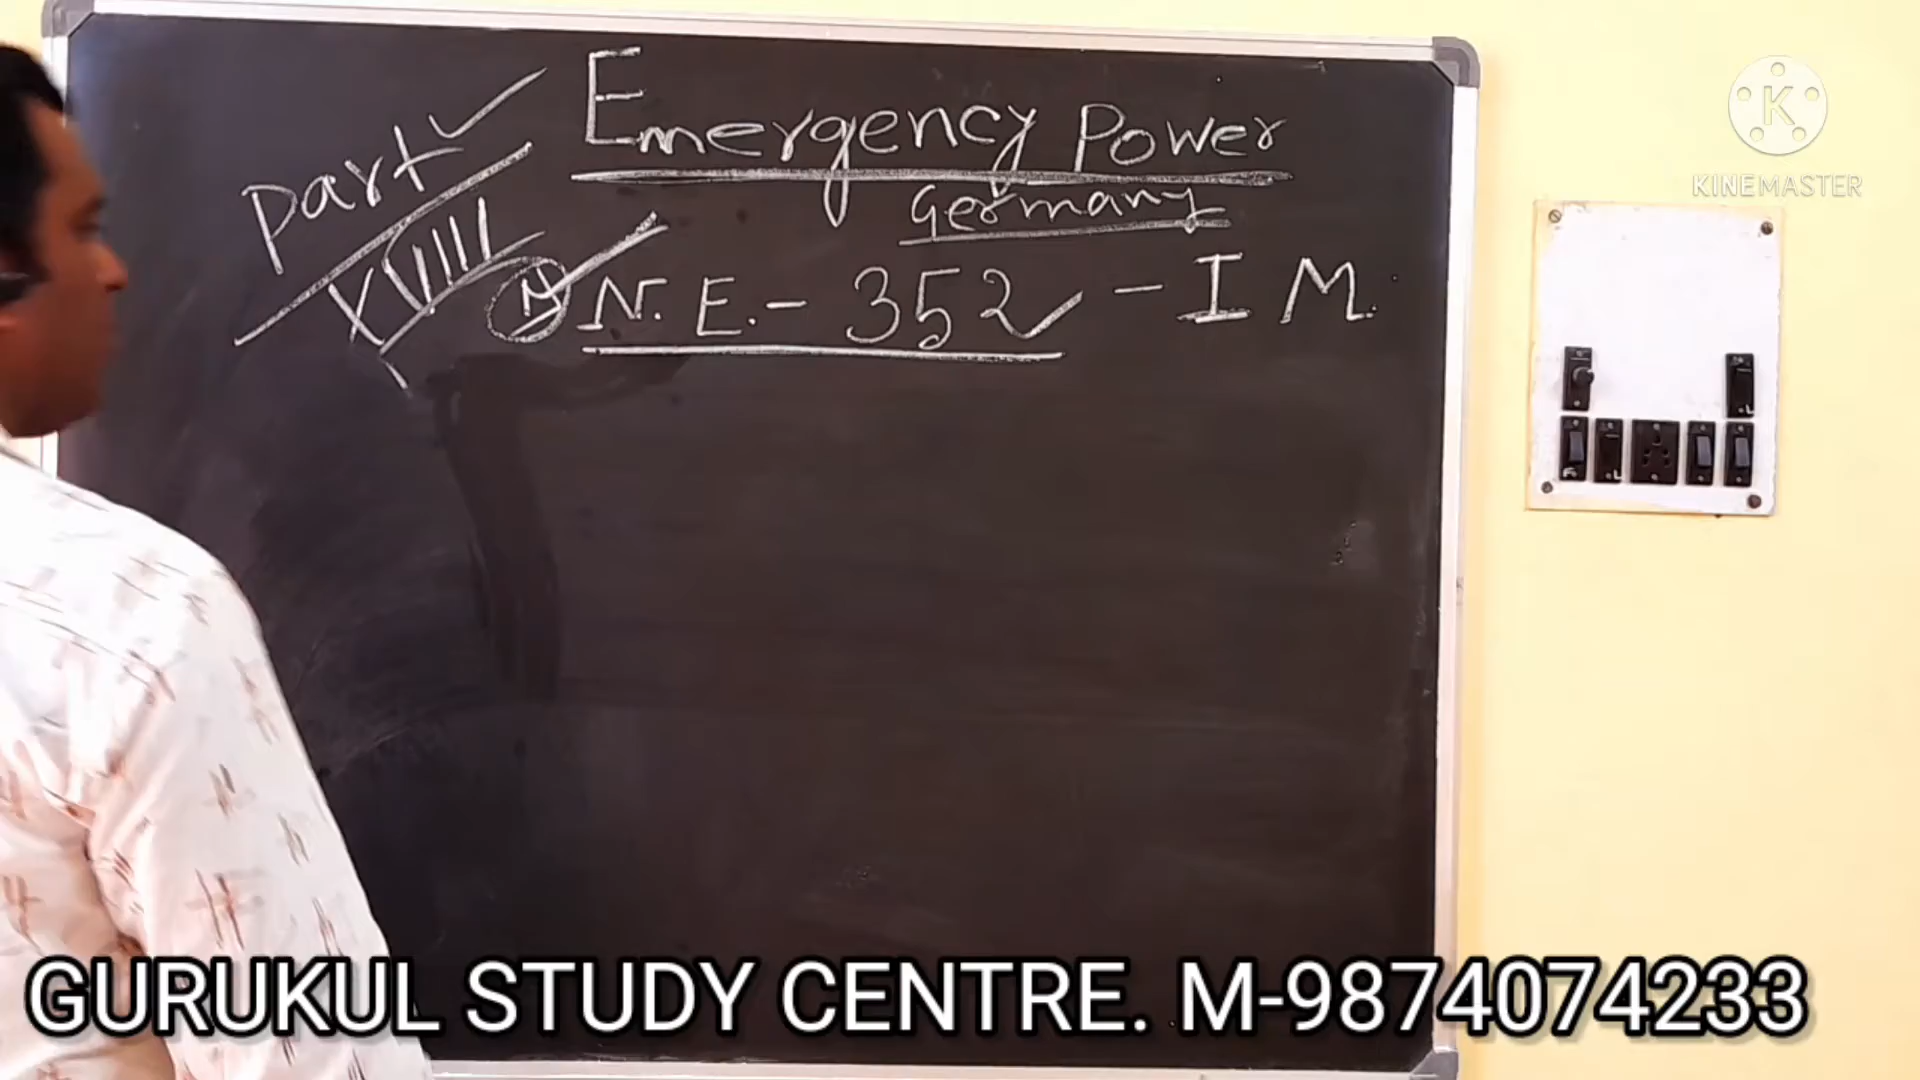 Emergency Power
Part
XVIII
Germany
N. E. - 352 - I M.
K
KINEMASTER
GURUKUL STUDY CENTRE. M-9874074233